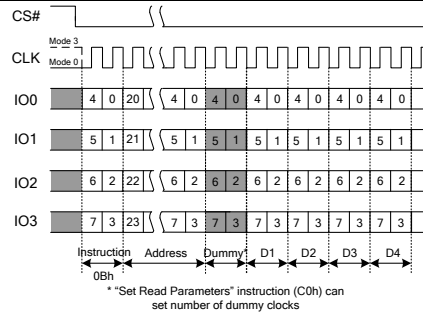 CS#
Mode 3
CLK
Mode 0
IO0 4 0 20 4 0 4 0 4 0 4 0 4 0 4 0
IO1 5 1 21 5 1 5 1 5 1 5 1 5 1 5 1
IO2 6 2 22 6 2 6 2 6 2 6 2 6 2 6 2
IO3 7 3 23 7 3 7 3 7 3 7 3 7 3 7 3
Instruction Address Dummy* D1 D2 D3 D4
0Bh
* "Set Read Parameters" instruction (C0h) can
set number of dummy clocks